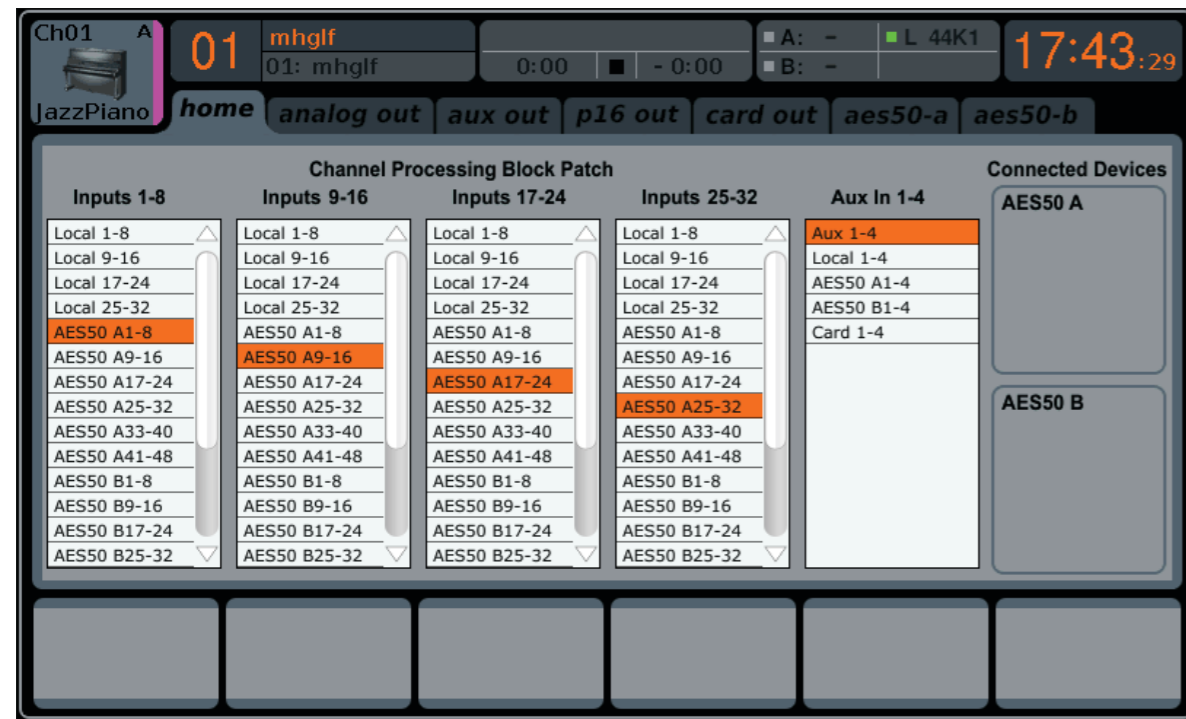 Ch01 A
JazzPiano
01
mhglf
01: mhglf
0:00 - 0:00
A: -
B: -
L 44K1
17:43:29
home analog out aux out p16 out card out aes50-a aes50-b
Channel Processing Block Patch
Connected Devices
Inputs 1-8
Local 1-8
Local 9-16
Local 17-24
Local 25-32
AES50 A1-8
AES50 A9-16
AES50 A17-24
AES50 A25-32
AES50 A33-40
AES50 A41-48
AES50 B1-8
AES50 B9-16
AES50 B17-24
AES50 B25-32
Inputs 9-16
Local 1-8
Local 9-16
Local 17-24
Local 25-32
AES50 A1-8
AES50 A9-16
AES50 A17-24
AES50 A25-32
AES50 A33-40
AES50 A41-48
AES50 B1-8
AES50 B9-16
AES50 B17-24
AES50 B25-32
Inputs 17-24
Local 1-8
Local 9-16
Local 17-24
Local 25-32
AES50 A1-8
AES50 A9-16
AES50 A17-24
AES50 A25-32
AES50 A33-40
AES50 A41-48
AES50 B1-8
AES50 B9-16
AES50 B17-24
AES50 B25-32
Inputs 25-32
Local 1-8
Local 9-16
Local 17-24
Local 25-32
AES50 A1-8
AES50 A9-16
AES50 A17-24
AES50 A25-32
AES50 A33-40
AES50 A41-48
AES50 B1-8
AES50 B9-16
AES50 B17-24
AES50 B25-32
Aux In 1-4
Aux 1-4
Local 1-4
AES50 A1-4
AES50 B1-4
Card 1-4
AES50 A
AES50 B